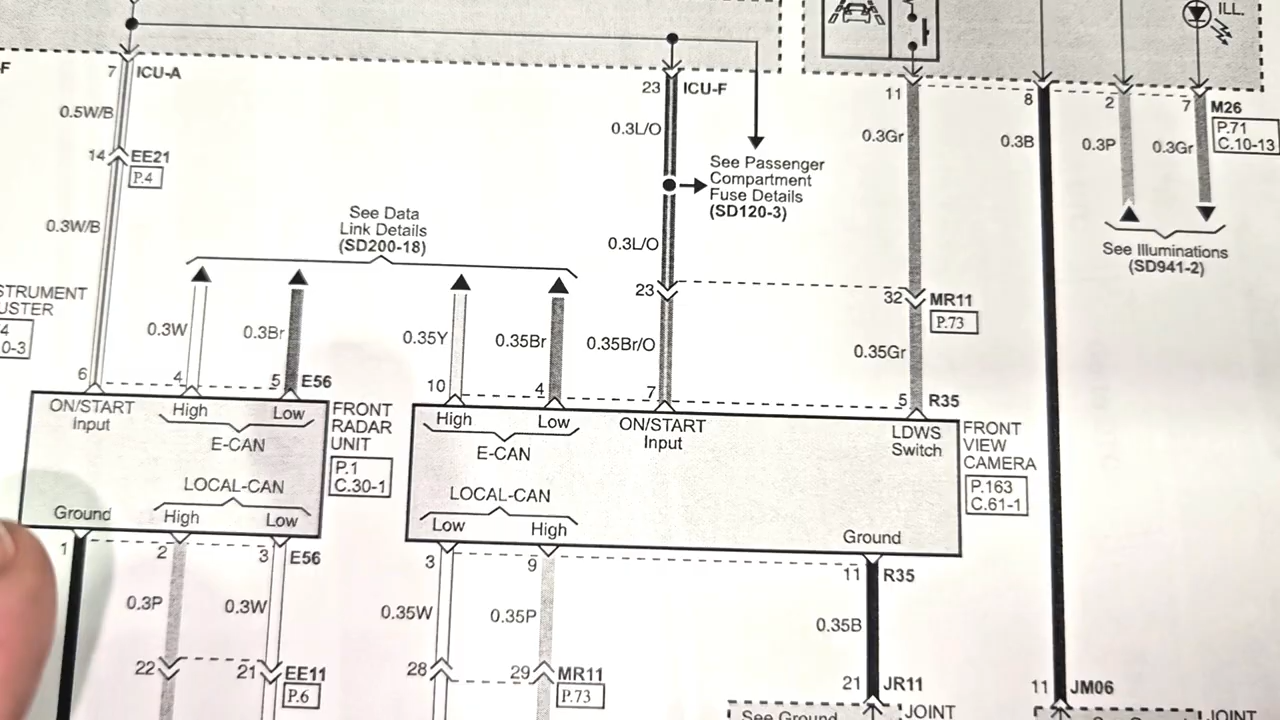 ILL.
F
7 ICU-A
23 ICU-F
11
8
2
7 M26
P.71
C.10-13
0.5W/B
0.3L/O
0.3Gr
0.3B
0.3P
0.3Gr
14 EE21
P.4
See Passenger
Compartment
Fuse Details
(SD120-3)
0.3W/B
See Data
Link Details
(SD200-18)
0.3L/O
See Illuminations
(SD941-2)
STRUMENT
USTER
4
0-3
23
32 MR11
P.73
0.3W
0.3Br
0.35Y
0.35Br
0.35Br/O
0.35Gr
6
4
5 E56
10
4
7
5 R35
ON/START
Input
High
Low
E-CAN
FRONT
RADAR
UNIT
P.1
C.30-1
High
Low
E-CAN
ON/START
Input
LDWS
Switch
FRONT
VIEW
CAMERA
P.163
C.61-1
LOCAL-CAN
High
Low
Ground
LOCAL-CAN
Low
High
Ground
1
2
3 E56
3
9
11 R35
0.3P
0.3W
0.35W
0.35P
0.35B
22
21 EE11
P.6
28
29 MR11
P.73
21 JR11
11 JM06
See Ground
JOINT
JOINT